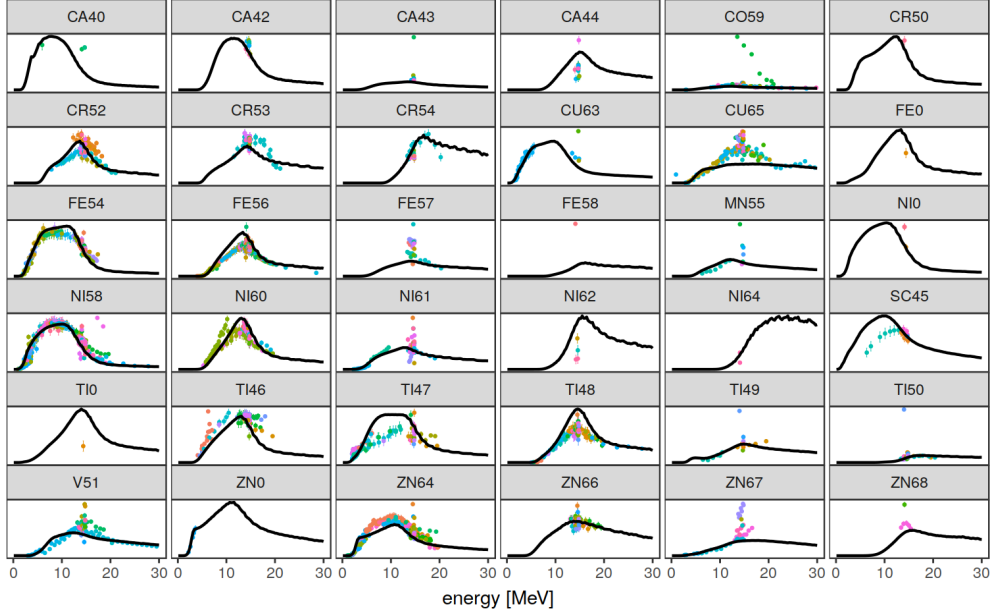 CA40 CA42 CA43 CA44 CO59 CR50
CR52 CR53 CR54 CU63 CU65 FE0
FE54 FE56 FE57 FE58 MN55 NI0
NI58 NI60 NI61 NI62 NI64 SC45
TI0 TI46 TI47 TI48 TI49 TI50
V51 ZN0 ZN64 ZN66 ZN67 ZN68
0 10 20 30 0 10 20 30 0 10 20 30 0 10 20 30 0 10 20 30 0 10 20 30
energy [MeV]